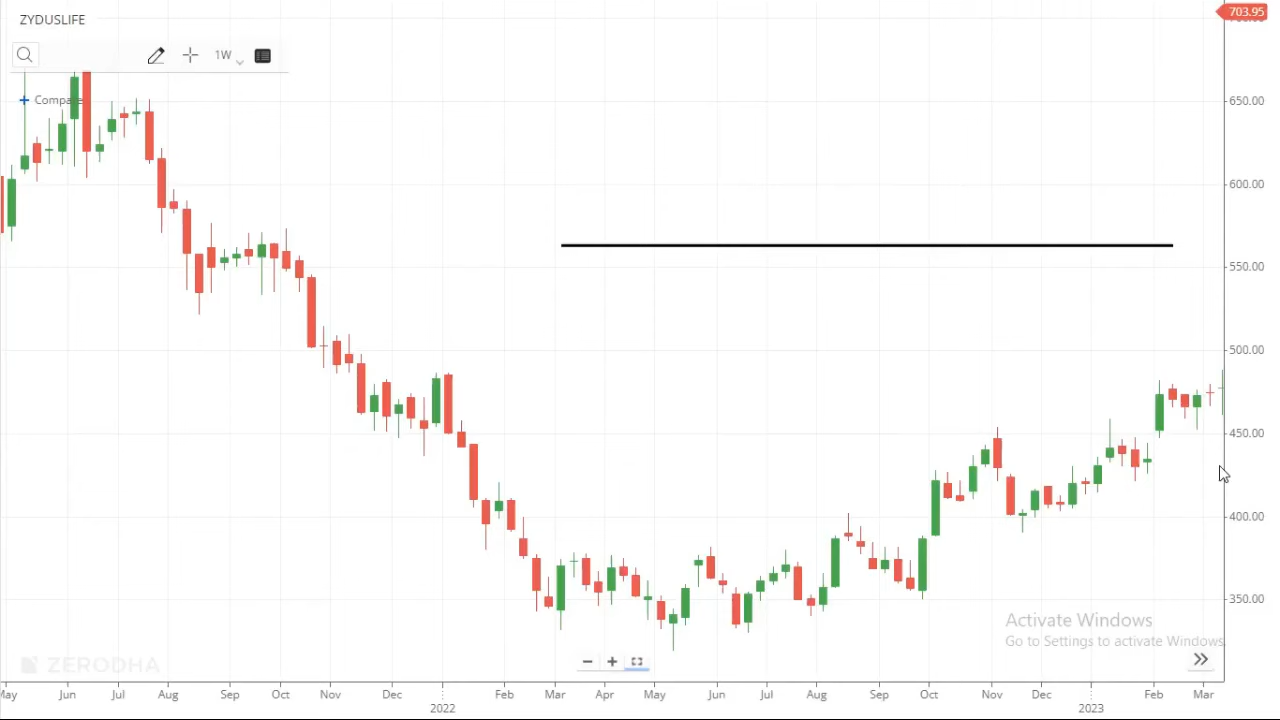 ZYDUSLIFE
703.95
1W
Compare
650.00
600.00
550.00
500.00
450.00
400.00
350.00
Activate Windows
Go to Settings to activate Windows
ZERODHA
May Jun Jul Aug Sep Oct Nov Dec Feb Mar Apr May Jun Jul Aug Sep Oct Nov Dec Feb Mar
2022 2023